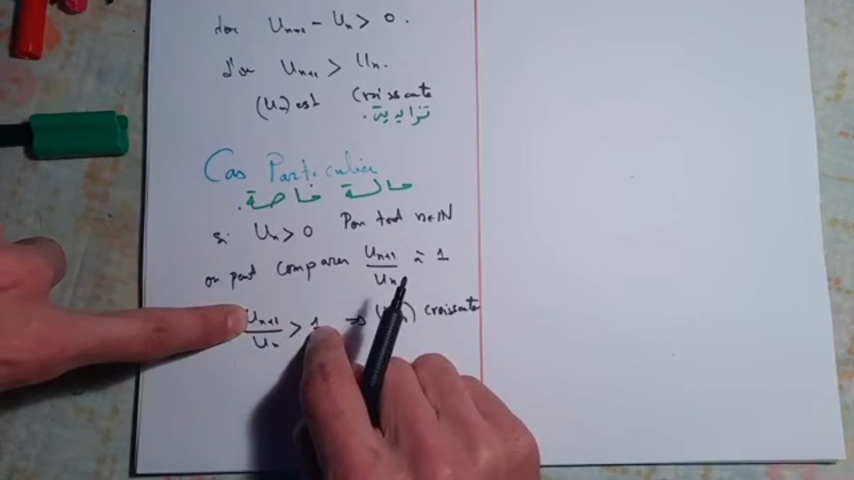 donc Uₙ₊₁ - Uₙ > 0.
d'où Uₙ₊₁ > Uₙ.
(Uₙ) est Croissante
تزايدية.
Cas Particulier
حالة خاصة.
si Uₙ > 0 Pour tout n∈ℕ
on peut comparer Uₙ₊₁/Uₙ à 1
Uₙ₊₁/Uₙ > 1 ⇒ (Uₙ) croissante